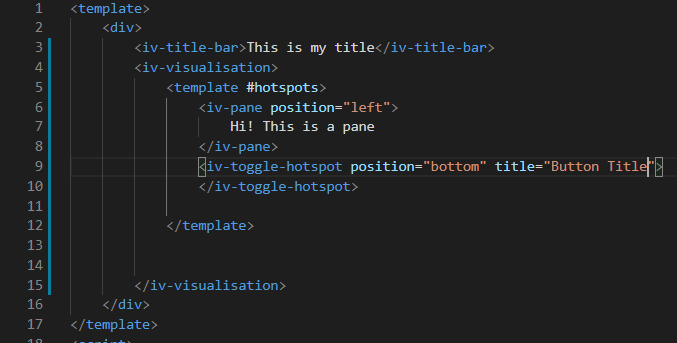 1 <template>
2 <div>
3 <iv-title-bar>This is my title</iv-title-bar>
4 <iv-visualisation>
5 <template #hotspots>
6 <iv-pane position="left">
7 Hi! This is a pane
8 </iv-pane>
9 <iv-toggle-hotspot position="bottom" title="Button Title">
10 </iv-toggle-hotspot>
11
12 </template>
13
14
15 </iv-visualisation>
16 </div>
17 </template>
18 <script>